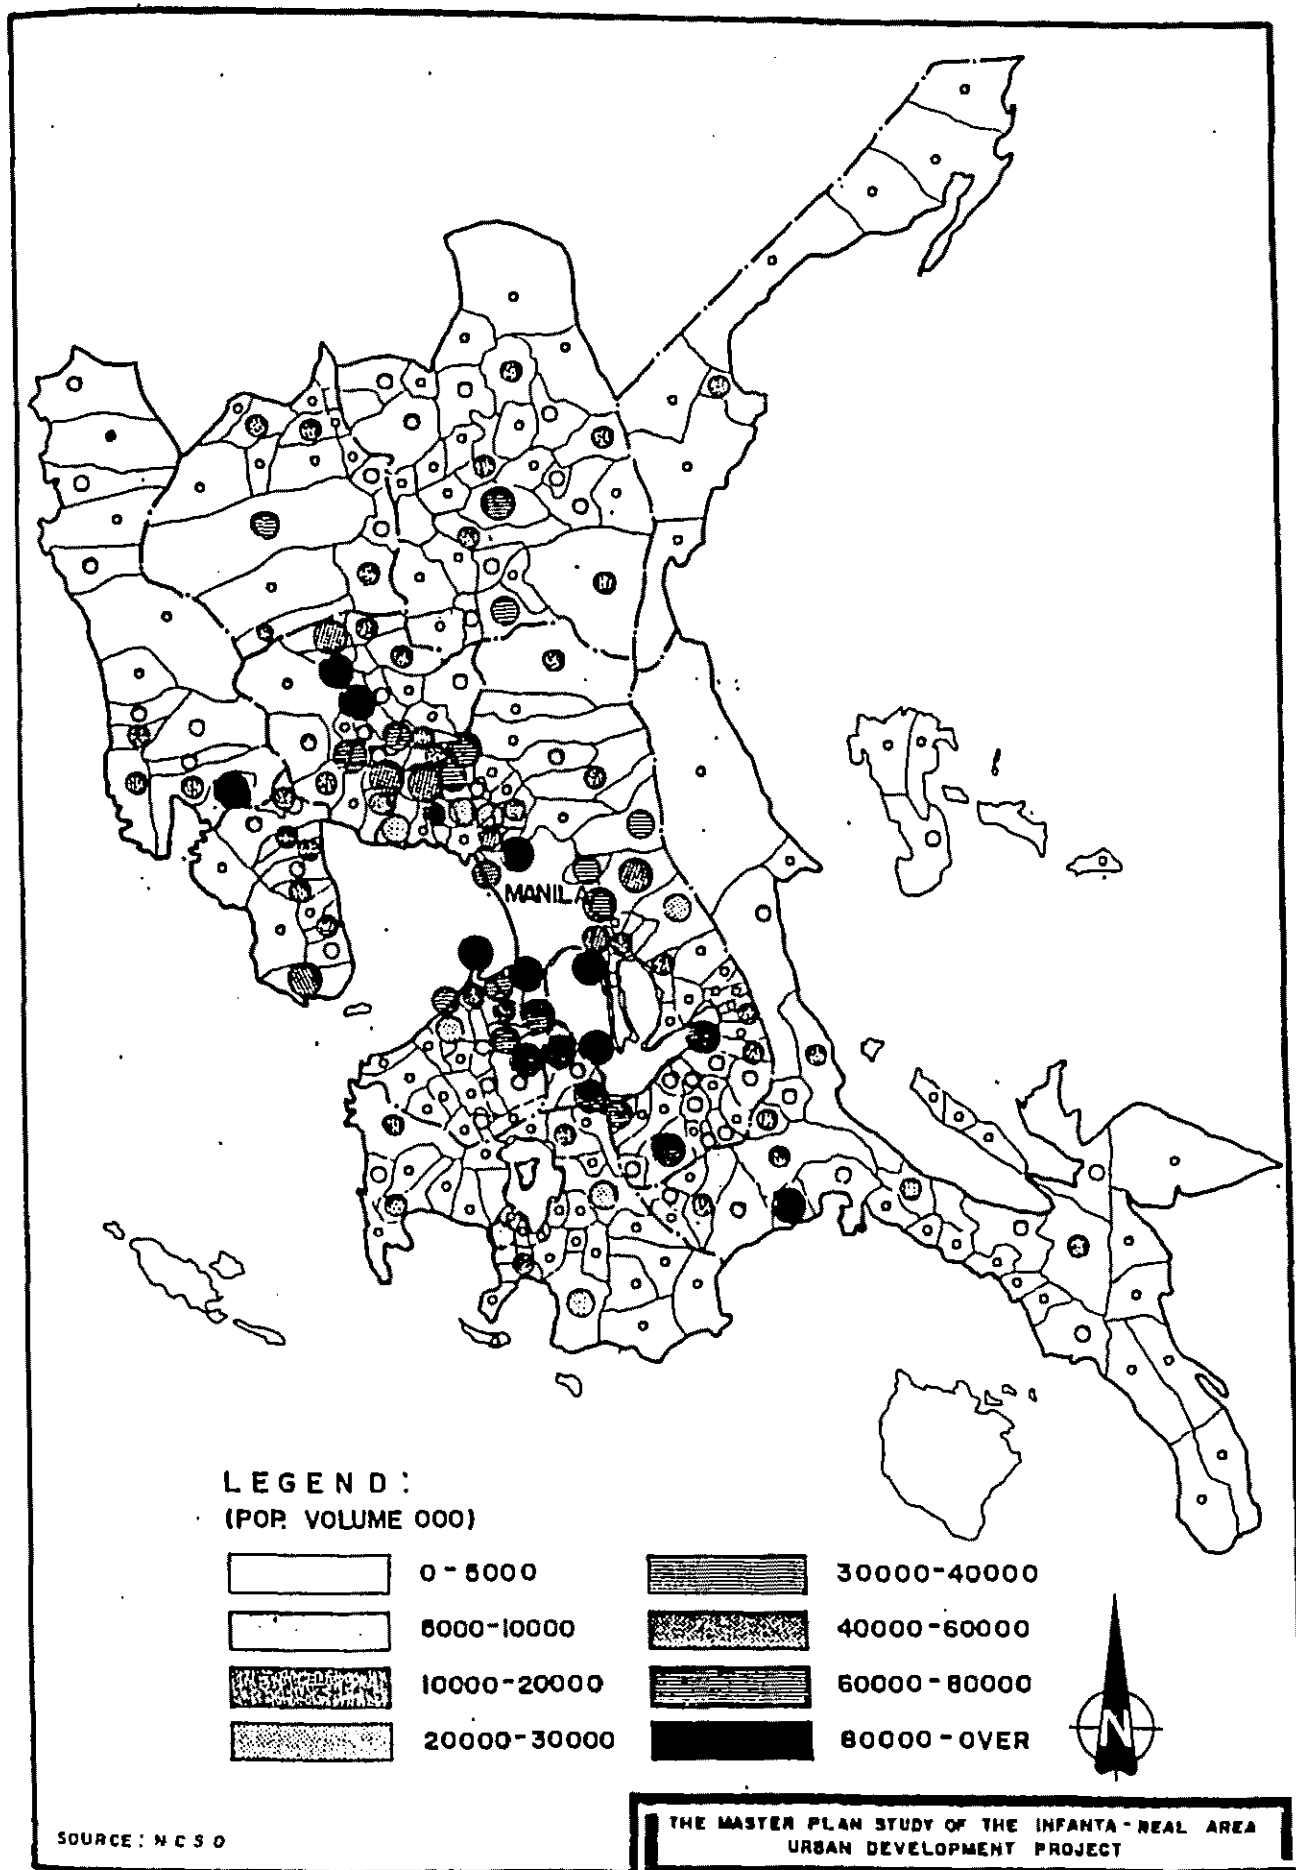 MANILA
LEGEND:
(POP. VOLUME 000)
0-5000
5000-10000
10000-20000
20000-30000
30000-40000
40000-60000
60000-80000
80000-OVER
N
SOURCE: NCSO
THE MASTER PLAN STUDY OF THE INFANTA-REAL AREA
URBAN DEVELOPMENT PROJECT